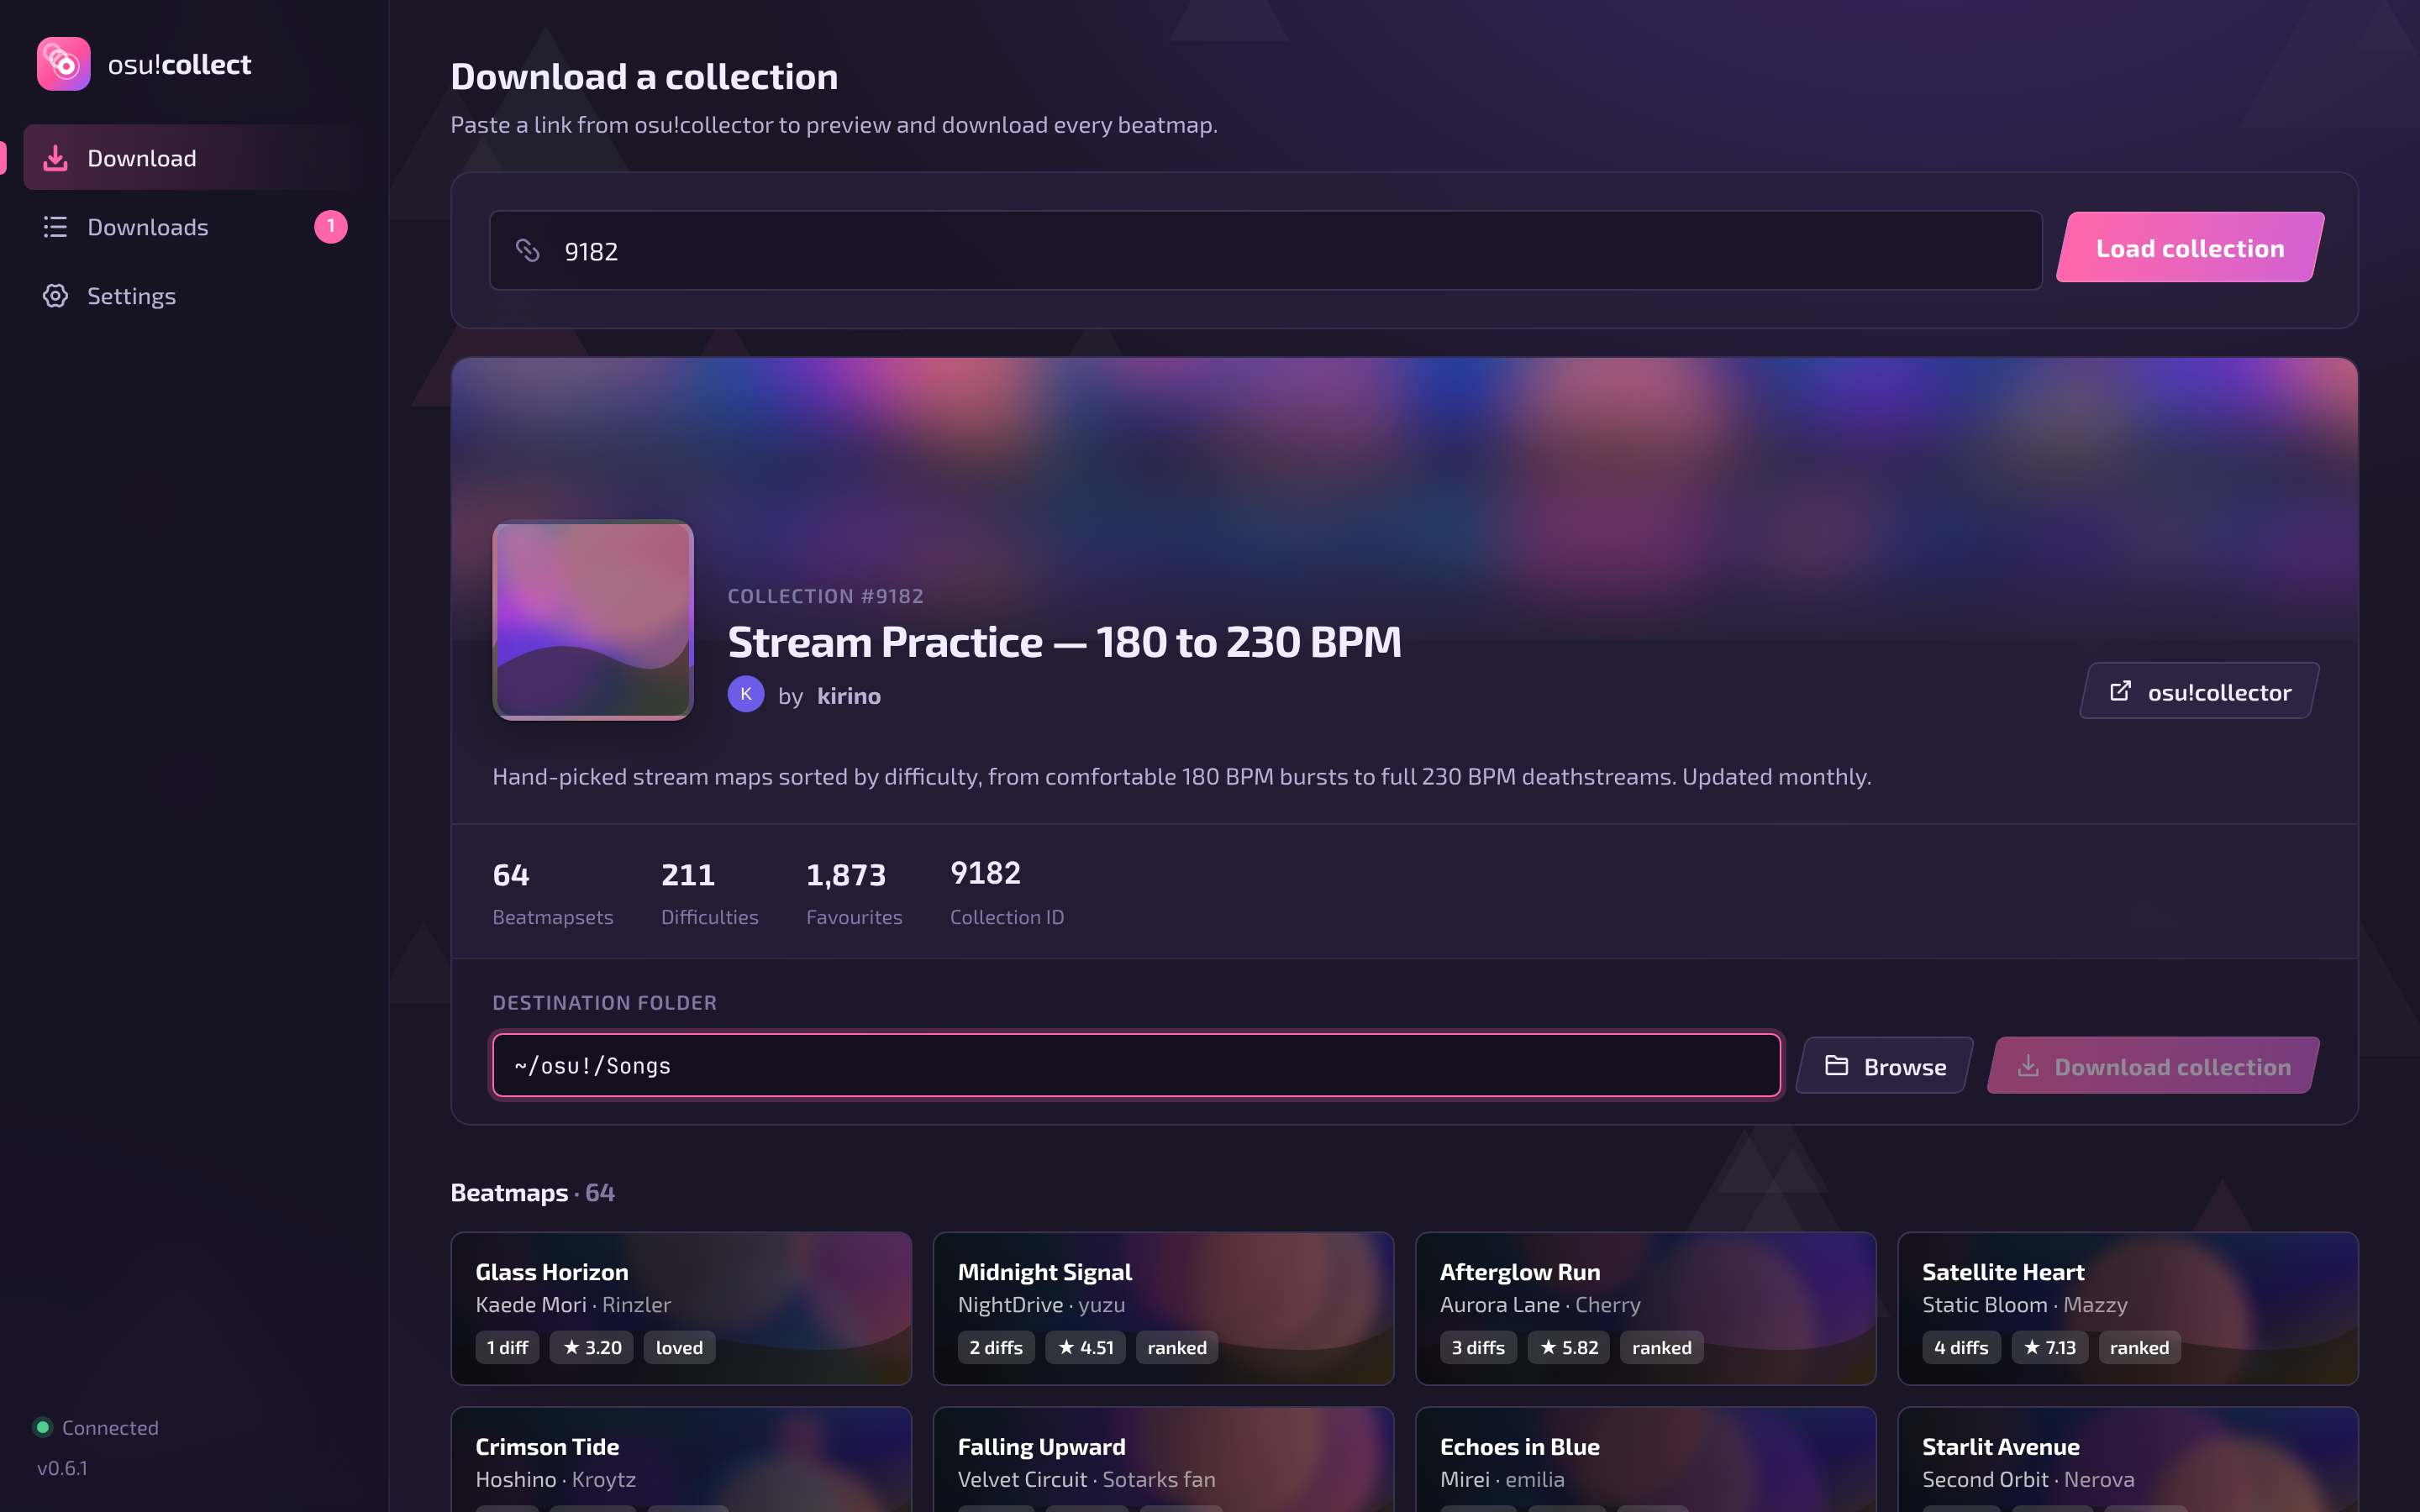 osu!collect
Download
Downloads 1
Settings
Connected
v0.6.1
Download a collection
Paste a link from osu!collector to preview and download every beatmap.
9182
Load collection
COLLECTION #9182
Stream Practice — 180 to 230 BPM
K by kirino
osu!collector
Hand-picked stream maps sorted by difficulty, from comfortable 180 BPM bursts to full 230 BPM deathstreams. Updated monthly.
64 211 1,873 9182
Beatmapsets Difficulties Favourites Collection ID
DESTINATION FOLDER
~/osu!/Songs
Browse
Download collection
Beatmaps · 64
Glass Horizon
Kaede Mori · Rinzler
1 diff ★ 3.20 loved
Midnight Signal
NightDrive · yuzu
2 diffs ★ 4.51 ranked
Afterglow Run
Aurora Lane · Cherry
3 diffs ★ 5.82 ranked
Satellite Heart
Static Bloom · Mazzy
4 diffs ★ 7.13 ranked
Crimson Tide
Hoshino · Kroytz
Falling Upward
Velvet Circuit · Sotarks fan
Echoes in Blue
Mirei · emilia
Starlit Avenue
Second Orbit · Nerova